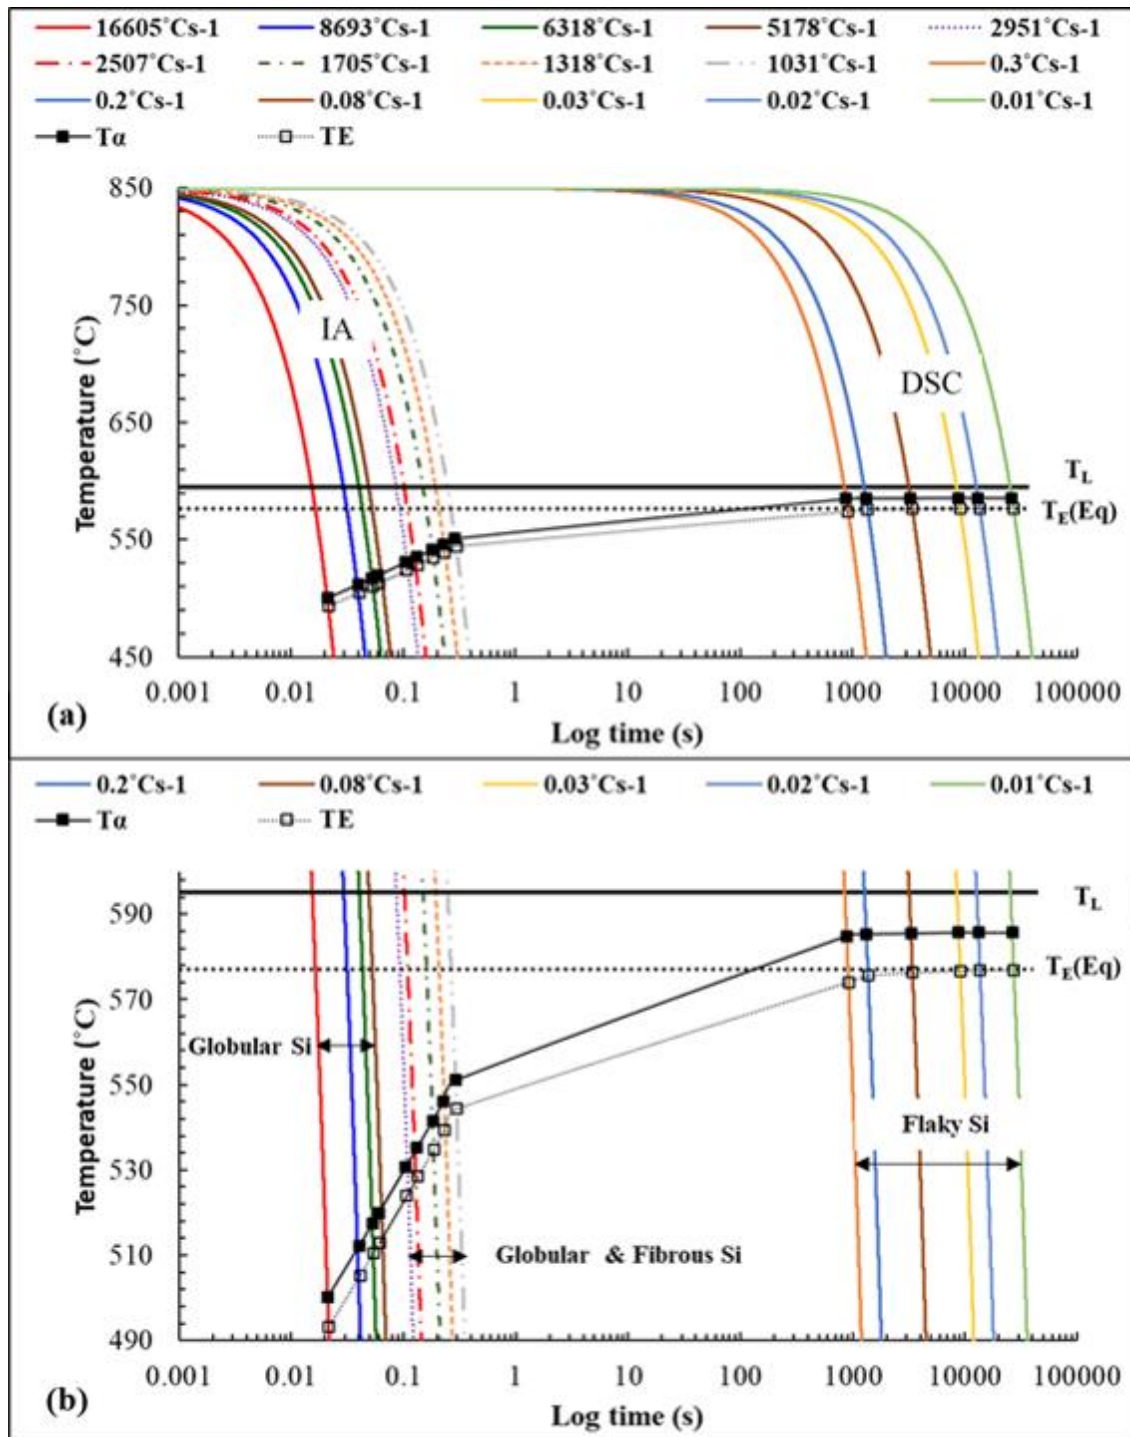 16605˚Cs-1 8693˚Cs-1 6318˚Cs-1 5178˚Cs-1 2951˚Cs-1
2507˚Cs-1 1705˚Cs-1 1318˚Cs-1 1031˚Cs-1 0.3˚Cs-1
0.2˚Cs-1 0.08˚Cs-1 0.03˚Cs-1 0.02˚Cs-1 0.01˚Cs-1
Tα TE
850
750
650
550
450
Temperature (˚C)
IA
DSC
TL
TE(Eq)
0.001 0.01 0.1 1 10 100 1000 10000 100000
(a)
Log time (s)
0.2˚Cs-1 0.08˚Cs-1 0.03˚Cs-1 0.02˚Cs-1 0.01˚Cs-1
Tα TE
590
570
550
530
510
490
Temperature (˚C)
TL
TE(Eq)
Globular Si
Flaky Si
Globular & Fibrous Si
0.001 0.01 0.1 1 10 100 1000 10000 100000
(b)
Log time (s)